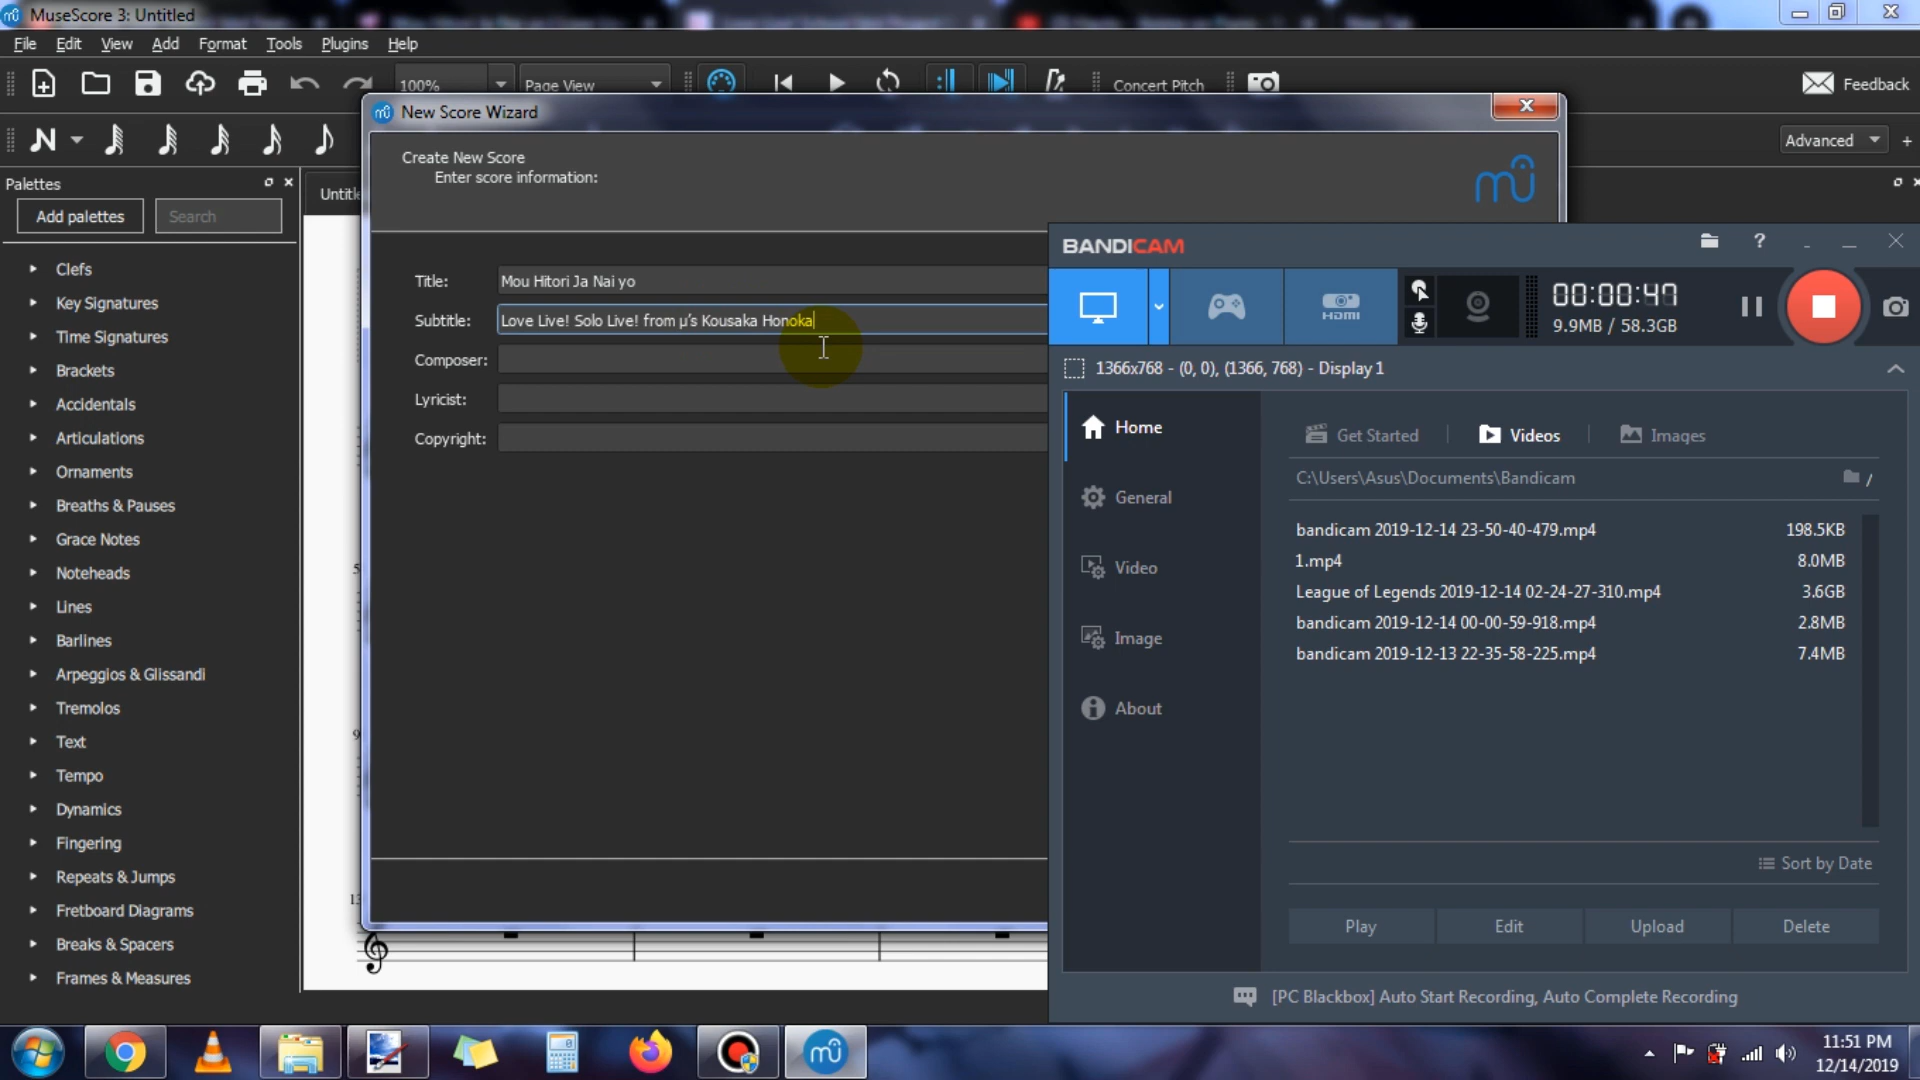 MuseScore 3: Untitled
File Edit View Add Format Tools Plugins Help
100% Page View Concert Pitch Feedback
Advanced
Palettes
Add palettes Search
Clefs
Key Signatures
Time Signatures
Brackets
Accidentals
Articulations
Ornaments
Breaths & Pauses
Grace Notes
Noteheads
Lines
Barlines
Arpeggios & Glissandi
Tremolos
Text
Tempo
Dynamics
Fingering
Repeats & Jumps
Fretboard Diagrams
Breaks & Spacers
Frames & Measures
New Score Wizard
Create New Score
Enter score information:
Title: Mou Hitori Ja Nai yo
Subtitle: Love Live! Solo Live! from μ's Kousaka Honoka
Composer:
Lyricist:
Copyright:
BANDICAM
HDMI
00:00:47
9.9MB / 58.3GB
1366x768 - (0, 0), (1366, 768) - Display 1
Home
General
Video
Image
About
Get Started Videos Images
C:\Users\Asus\Documents\Bandicam /
bandicam 2019-12-14 23-50-40-479.mp4 198.5KB
1.mp4 8.0MB
League of Legends 2019-12-14 02-24-27-310.mp4 3.6GB
bandicam 2019-12-14 00-00-59-918.mp4 2.8MB
bandicam 2019-12-13 22-35-58-225.mp4 7.4MB
Sort by Date
Play Edit Upload Delete
[PC Blackbox] Auto Start Recording, Auto Complete Recording
11:51 PM
12/14/2019